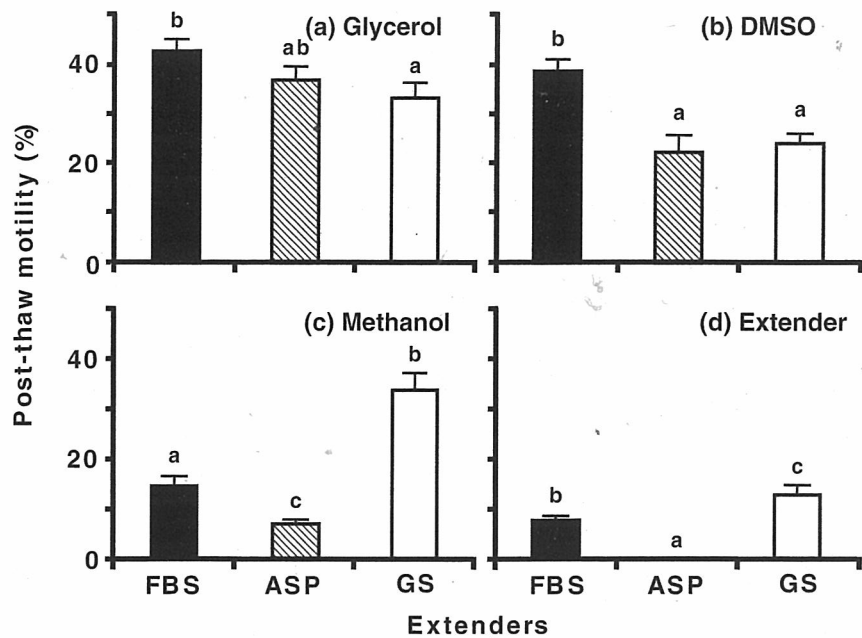 (a) Glycerol
b
ab
a
40
20
0
(b) DMSO
b
a
a
Post-thaw motility (%)
(c) Methanol
a
c
b
40
20
0
(d) Extender
b
a
c
FBS ASP GS
FBS ASP GS
Extenders